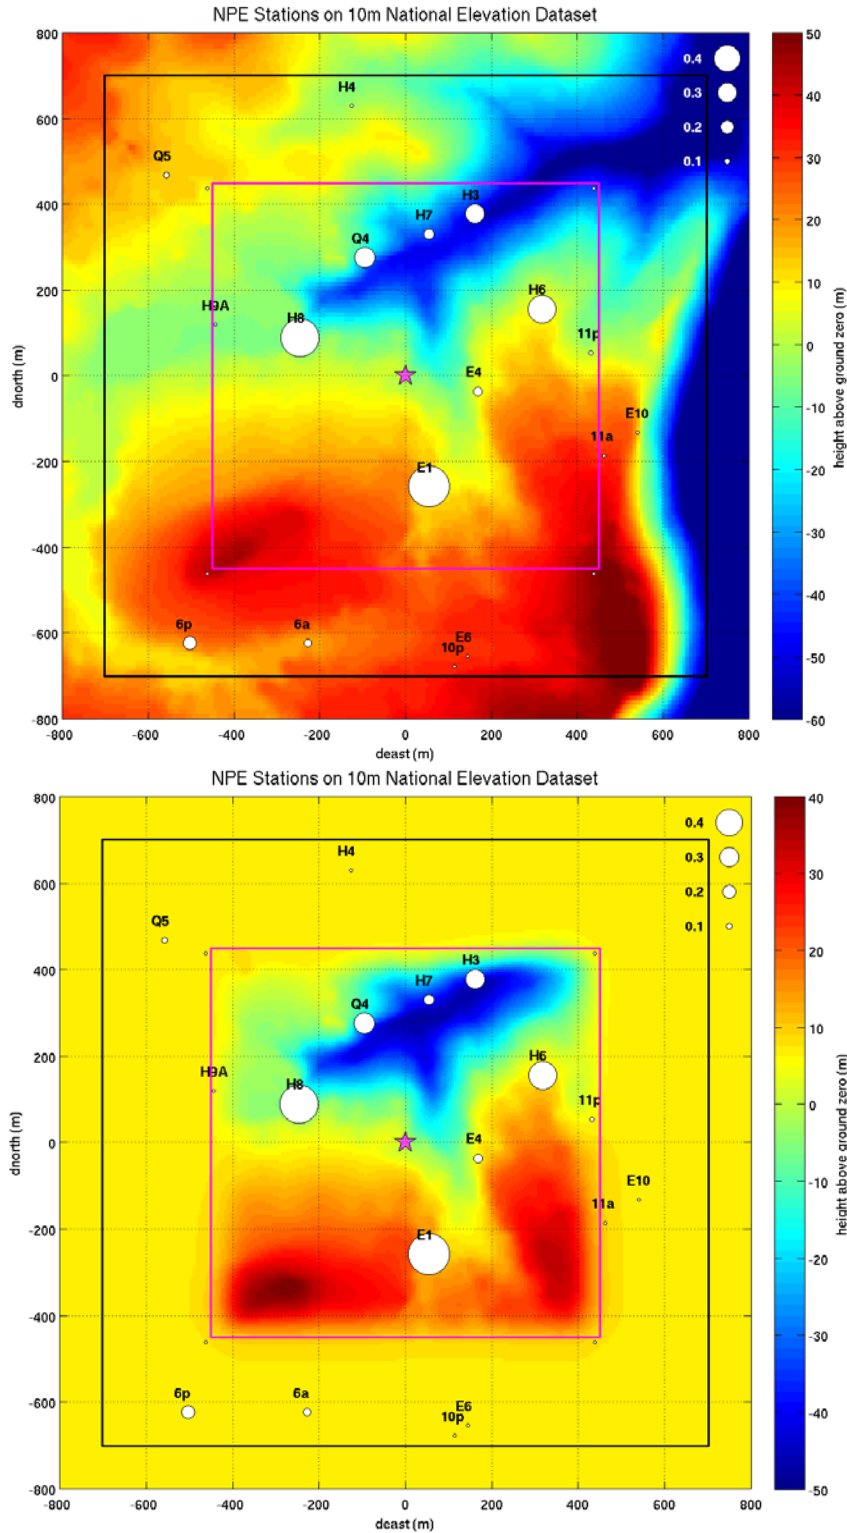 NPE Stations on 10m National Elevation Dataset
800
600
400
200
0
-200
-400
-600
-800
dnorth (m)
-800
-600
-400
-200
0
200
400
600
800
deast (m)
H4
Q5
H3
H7
Q4
H9A
H8
H6
11p
E4
E10
11a
E1
6p
6a
E6
10p
0.4
0.3
0.2
0.1
50
40
30
20
10
0
-10
-20
-30
-40
-50
-60
height above ground zero (m)
NPE Stations on 10m National Elevation Dataset
800
600
400
200
0
-200
-400
-600
-800
dnorth (m)
-800
-600
-400
-200
0
200
400
600
800
deast (m)
H4
Q5
H3
H7
Q4
H9A
H8
H6
11p
E4
E10
11a
E1
6p
6a
E6
10p
0.4
0.3
0.2
0.1
40
30
20
10
0
-10
-20
-30
-40
-50
height above ground zero (m)